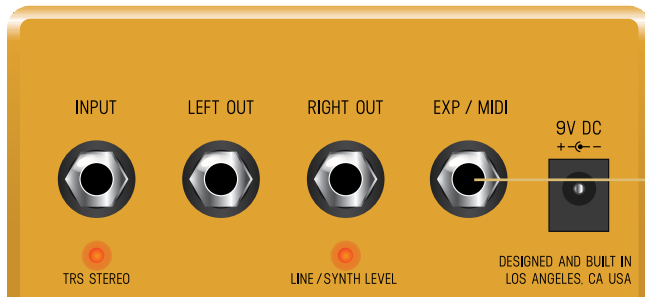 INPUT
LEFT OUT
RIGHT OUT
EXP / MIDI
9V DC
+ -
TRS STEREO
LINE / SYNTH LEVEL
DESIGNED AND BUILT IN
LOS ANGELES, CA USA